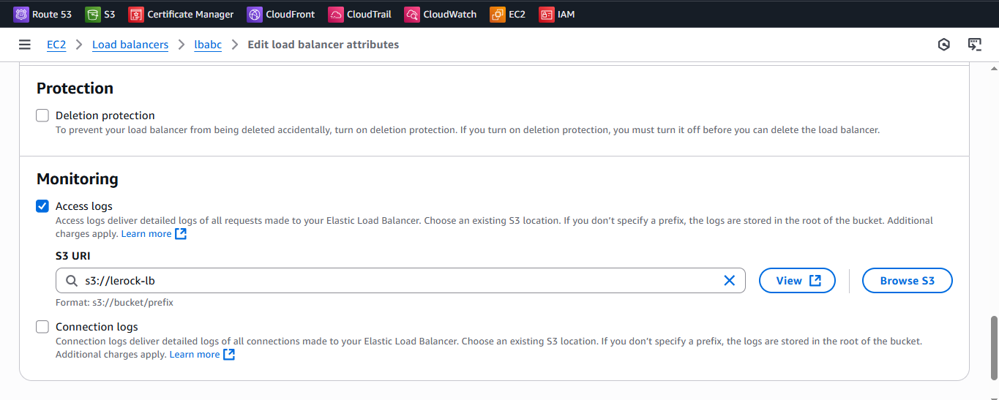 Route 53 S3 Certificate Manager CloudFront CloudTrail CloudWatch EC2 IAM
EC2 > Load balancers > lbabc > Edit load balancer attributes
Protection
Deletion protection
To prevent your load balancer from being deleted accidentally, turn on deletion protection. If you turn on deletion protection, you must turn it off before you can delete the load balancer.
Monitoring
Access logs
Access logs deliver detailed logs of all requests made to your Elastic Load Balancer. Choose an existing S3 location. If you don’t specify a prefix, the logs are stored in the root of the bucket. Additional
charges apply. Learn more
S3 URI
s3://lerock-lb View Browse S3
Format: s3://bucket/prefix
Connection logs
Connection logs deliver detailed logs of all connections made to your Elastic Load Balancer. Choose an existing S3 location. If you don’t specify a prefix, the logs are stored in the root of the bucket.
Additional charges apply. Learn more